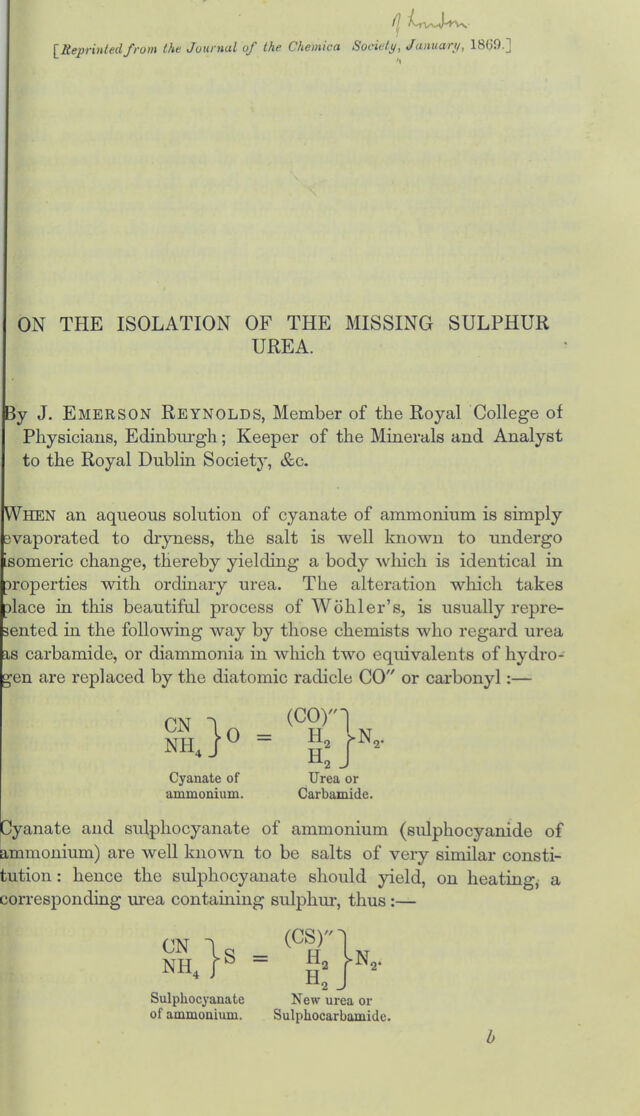 of London
[Reprinted from the Journal of the Chemica Society, January, 1869.]
ON THE ISOLATION OF THE MISSING SULPHUR
UREA.
By J. EMERSON REYNOLDS, Member of the Royal College of
Physicians, Edinburgh; Keeper of the Minerals and Analyst
to the Royal Dublin Society, &c.
WHEN an aqueous solution of cyanate of ammonium is simply
evaporated to dryness, the salt is well known to undergo
isomeric change, thereby yielding a body which is identical in
properties with ordinary urea. The alteration which takes
place in this beautiful process of Wöhler's, is usually repre-
sented in the following way by those chemists who regard urea
as carbamide, or diammonia in which two equivalents of hydro-
gen are replaced by the diatomic radicle CO″ or carbonyl :—
CN NH₄ } O = (CO)″ H₂ H₂ } N₂.
Cyanate of ammonium. Urea or Carbamide.
Cyanate and sulphocyanate of ammonium (sulphocyanide of
ammonium) are well known to be salts of very similar consti-
tution : hence the sulphocyanate should yield, on heating, a
corresponding urea containing sulphur, thus :—
CN NH₄ } S = (CS)″ H₂ H₂ } N₂.
Sulphocyanate of ammonium. New urea or Sulphocarbamide.
b